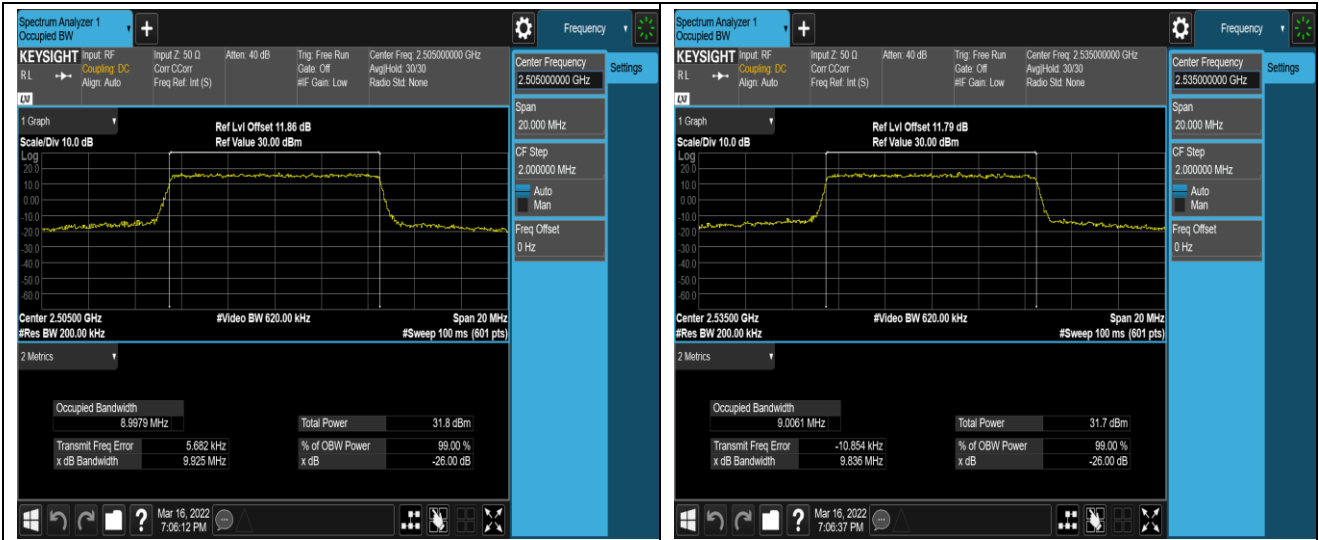 Spectrum Analyzer 1
Occupied BW
+
Frequency
KEYSIGHT
RL
Input: RF
Coupling: DC
Align: Auto
Input Z: 50 Ω
Corr CCorr
Freq Ref: Int (S)
Atten: 40 dB
Trig: Free Run
Gate: Off
#IF Gain: Low
Center Freq: 2.505000000 GHz
Avg|Hold: 30/30
Radio Std: None
LXI
Center Frequency
2.505000000 GHz
Settings
Span
20.000 MHz
CF Step
2.000000 MHz
Auto
Man
Freq Offset
0 Hz
1 Graph
Scale/Div 10.0 dB
Ref Lvl Offset 11.86 dB
Ref Value 30.00 dBm
Log
20.0
10.0
0.00
-10.0
-20.0
-30.0
-40.0
-50.0
-60.0
Center 2.50500 GHz
#Video BW 620.00 kHz
Span 20 MHz
#Res BW 200.00 kHz
#Sweep 100 ms (601 pts)
2 Metrics
Occupied Bandwidth
8.9979 MHz
Total Power 31.8 dBm
Transmit Freq Error 5.682 kHz
% of OBW Power 99.00 %
x dB Bandwidth 9.925 MHz
x dB -26.00 dB
?
Mar 16, 2022
7:06:12 PM
Spectrum Analyzer 1
Occupied BW
+
Frequency
KEYSIGHT
RL
Input: RF
Coupling: DC
Align: Auto
Input Z: 50 Ω
Corr CCorr
Freq Ref: Int (S)
Atten: 40 dB
Trig: Free Run
Gate: Off
#IF Gain: Low
Center Freq: 2.535000000 GHz
Avg|Hold: 30/30
Radio Std: None
LXI
Center Frequency
2.535000000 GHz
Settings
Span
20.000 MHz
CF Step
2.000000 MHz
Auto
Man
Freq Offset
0 Hz
1 Graph
Scale/Div 10.0 dB
Ref Lvl Offset 11.79 dB
Ref Value 30.00 dBm
Log
20.0
10.0
0.00
-10.0
-20.0
-30.0
-40.0
-50.0
-60.0
Center 2.53500 GHz
#Video BW 620.00 kHz
Span 20 MHz
#Res BW 200.00 kHz
#Sweep 100 ms (601 pts)
2 Metrics
Occupied Bandwidth
9.0061 MHz
Total Power 31.7 dBm
Transmit Freq Error -10.854 kHz
% of OBW Power 99.00 %
x dB Bandwidth 9.836 MHz
x dB -26.00 dB
?
Mar 16, 2022
7:06:37 PM